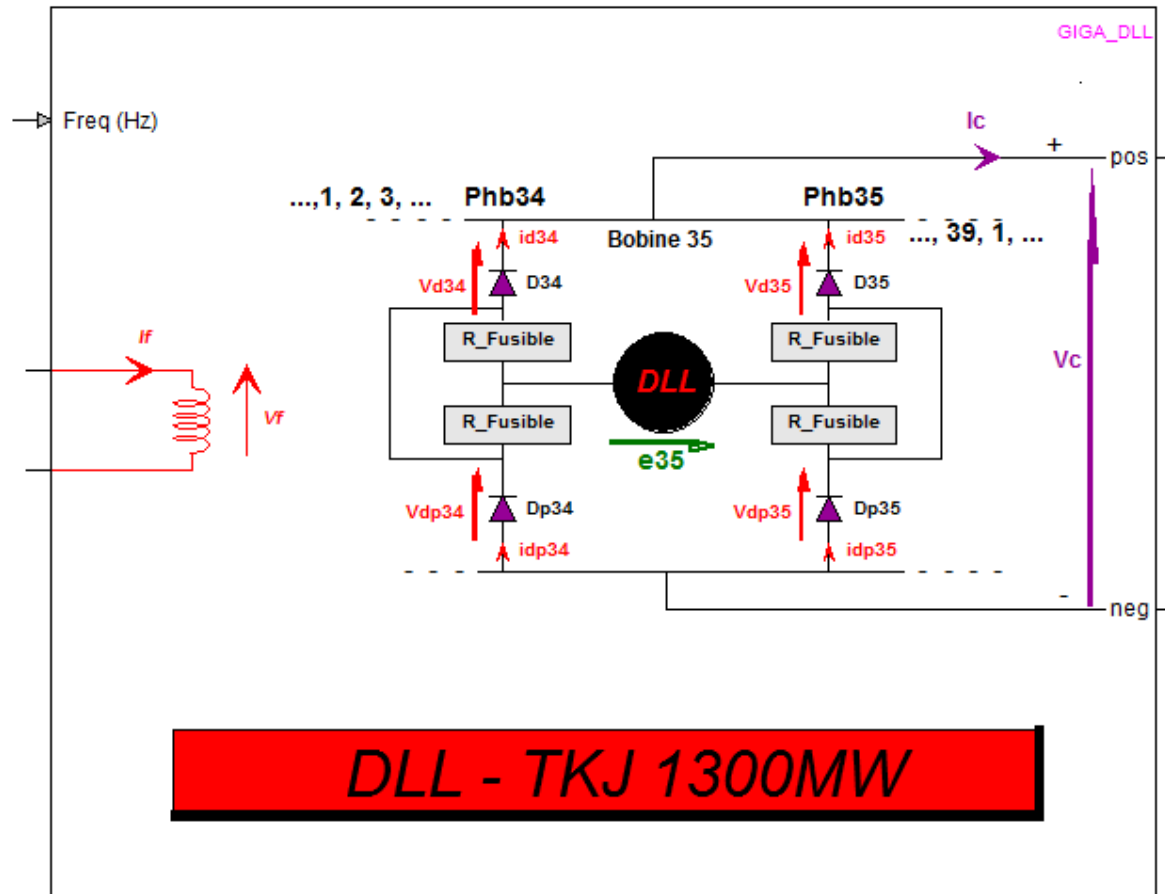 GIGA_DLL
Freq (Hz)
Ic
+
pos
...,1, 2, 3, ...
Phb34
Phb35
id34
Bobine 35
id35
..., 39, 1, ...
Vd34
D34
Vd35
D35
If
R_Fusible
R_Fusible
Vc
DLL
Vf
R_Fusible
R_Fusible
e35
Vdp34
Dp34
Vdp35
Dp35
idp34
idp35
-
neg
DLL - TKJ 1300MW